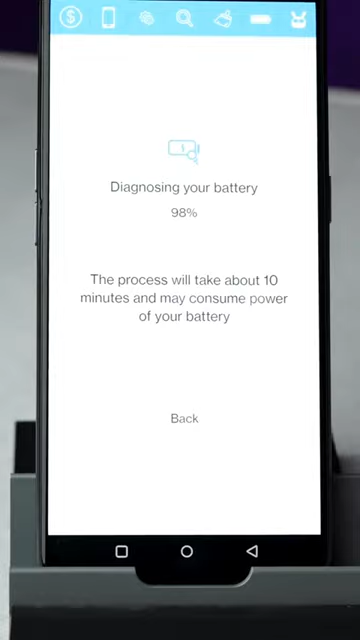 $
Diagnosing your battery
98%
The process will take about 10
minutes and may consume power
of your battery
Back